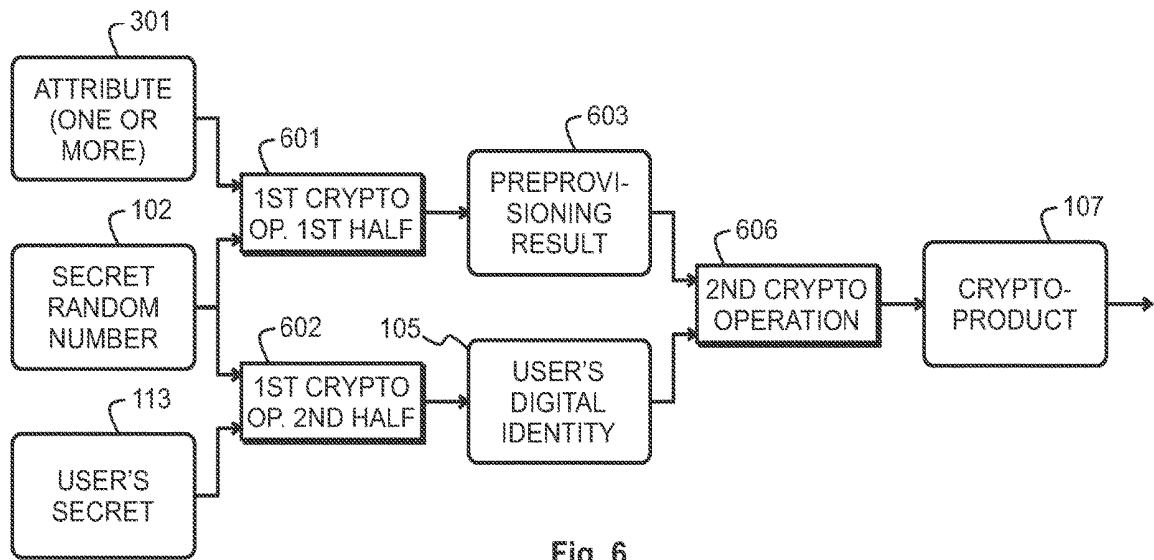 301
ATTRIBUTE
(ONE OR
MORE)
102
SECRET
RANDOM
NUMBER
113
USER'S
SECRET
601
1ST CRYPTO
OP. 1ST HALF
602
1ST CRYPTO
OP. 2ND HALF
603
PREPROVI-
SIONING
RESULT
105
USER'S
DIGITAL
IDENTITY
606
2ND CRYPTO
OPERATION
107
CRYPTO-
PRODUCT
Fig. 6